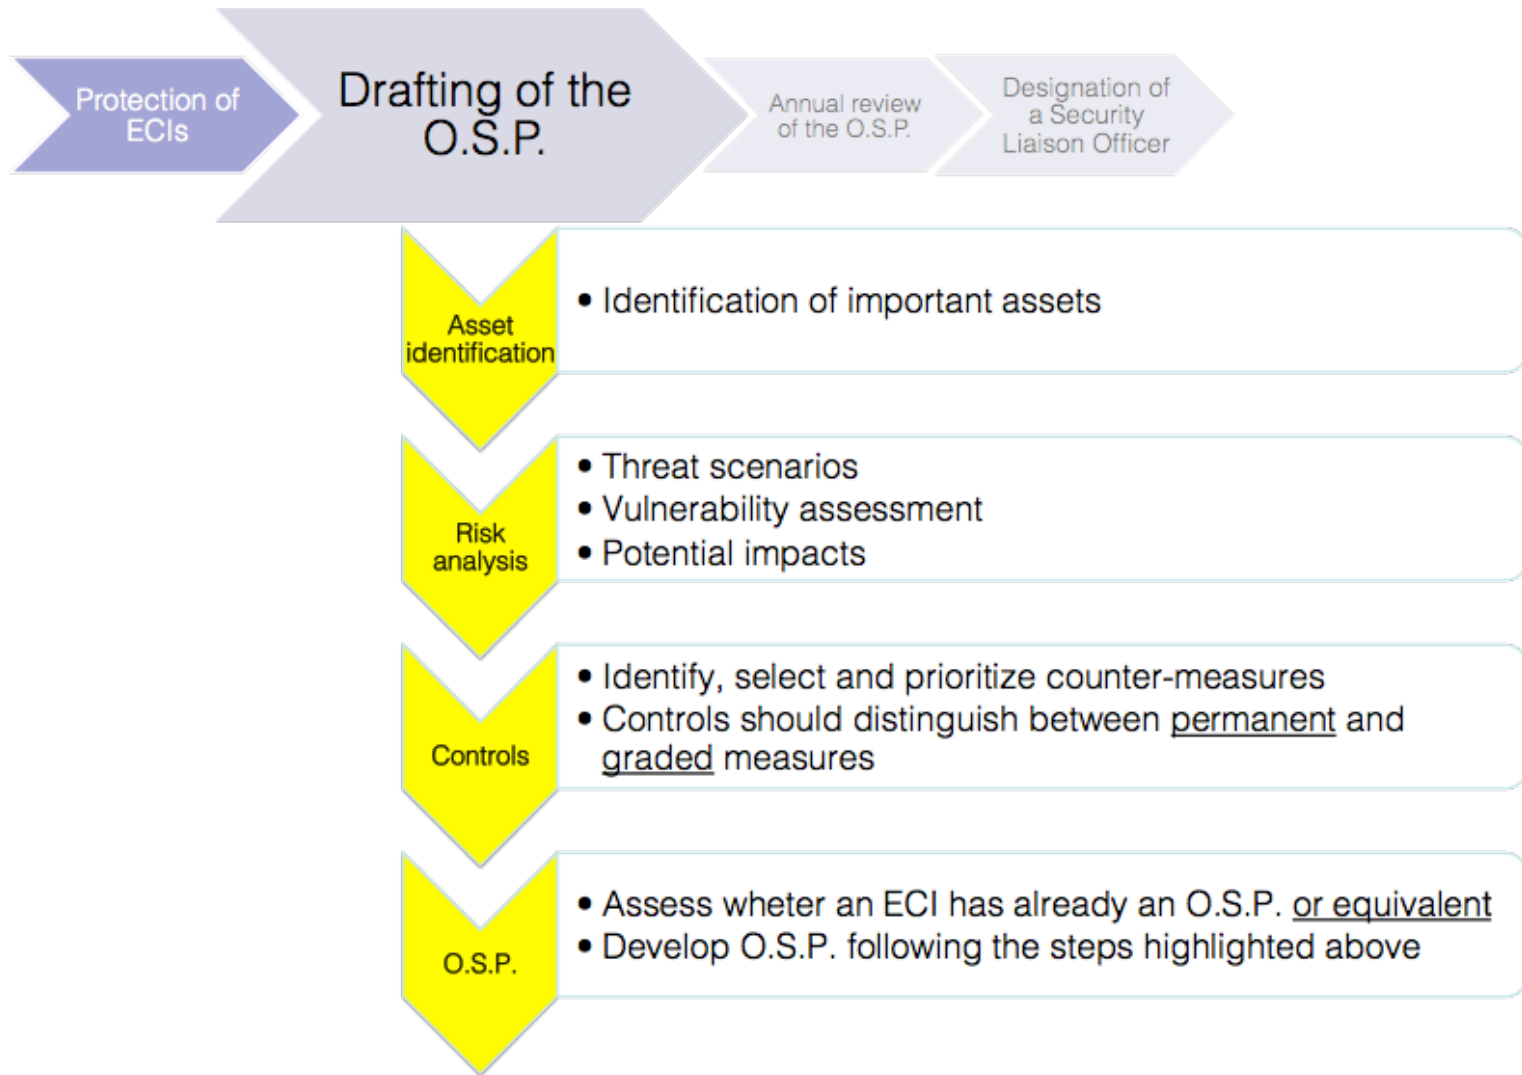 Protection of
ECIs
Drafting of the
O.S.P.
Annual review
of the O.S.P.
Designation of
a Security
Liaison Officer
Asset
identification
• Identification of important assets
Risk
analysis
• Threat scenarios
• Vulnerability assessment
• Potential impacts
Controls
• Identify, select and prioritize counter-measures
• Controls should distinguish between permanent and
graded measures
O.S.P.
• Assess wheter an ECI has already an O.S.P. or equivalent
• Develop O.S.P. following the steps highlighted above